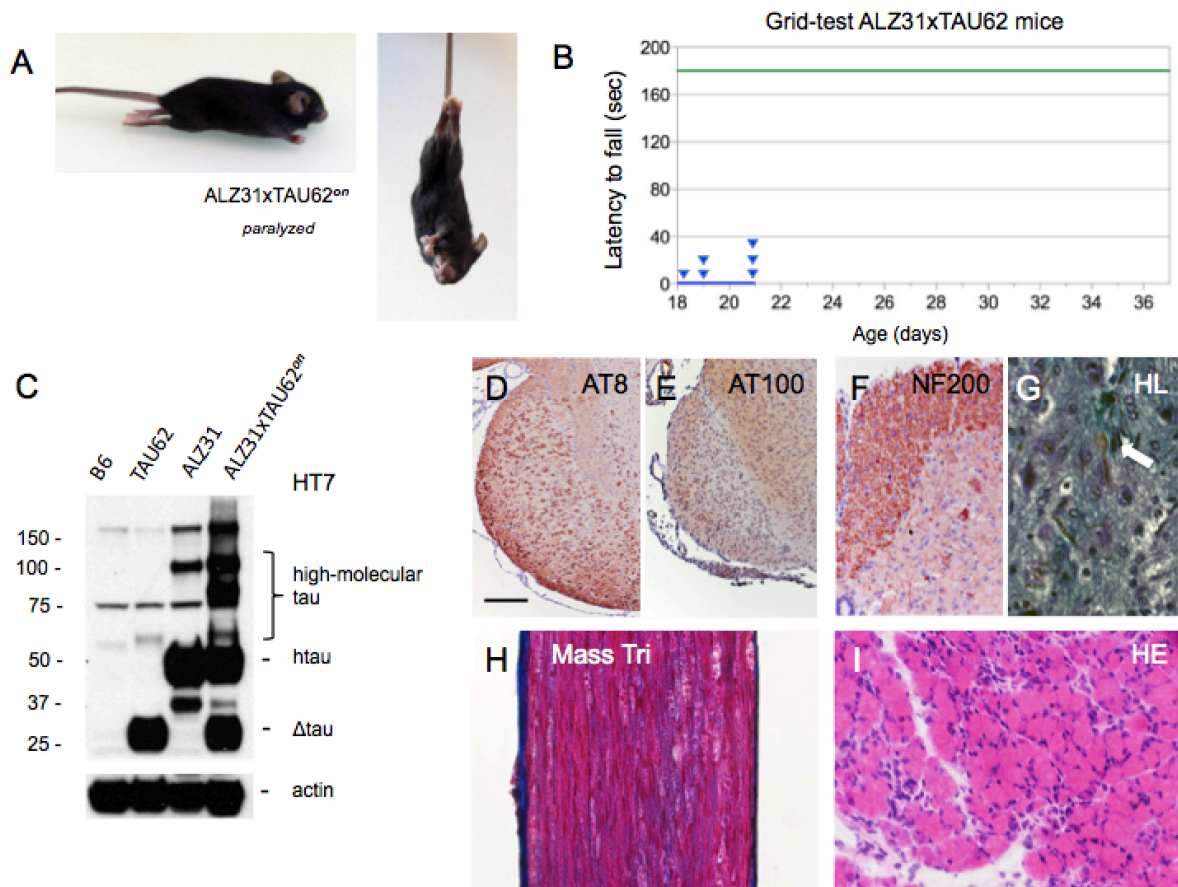 A
ALZ31xTAU62on
paralyzed
B
Grid-test ALZ31xTAU62 mice
Latency to fall (sec)
200
160
120
80
40
0
18 20 22 24 26 28 30 32 34 36
Age (days)
C
B6 TAU62 ALZ31 ALZ31xTAU62on
HT7
150 -
100 -
75 -
50 -
37 -
25 -
high-molecular
tau
- htau
- Δtau
- actin
D AT8
E AT100
F NF200
G HL
H Mass Tri
I HE